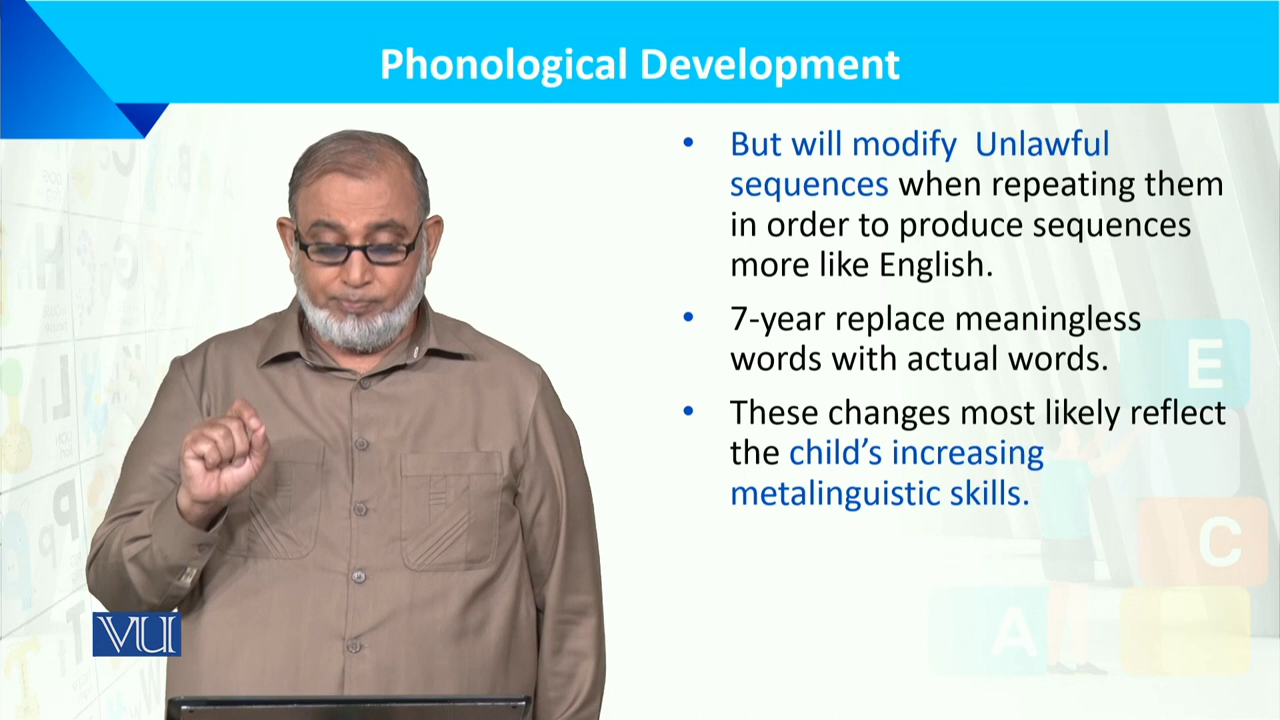 Phonological Development
• But will modify Unlawful
sequences when repeating them
in order to produce sequences
more like English.
• 7-year replace meaningless
words with actual words.
• These changes most likely reflect
the child's increasing
metalinguistic skills.
E
C
A
VU